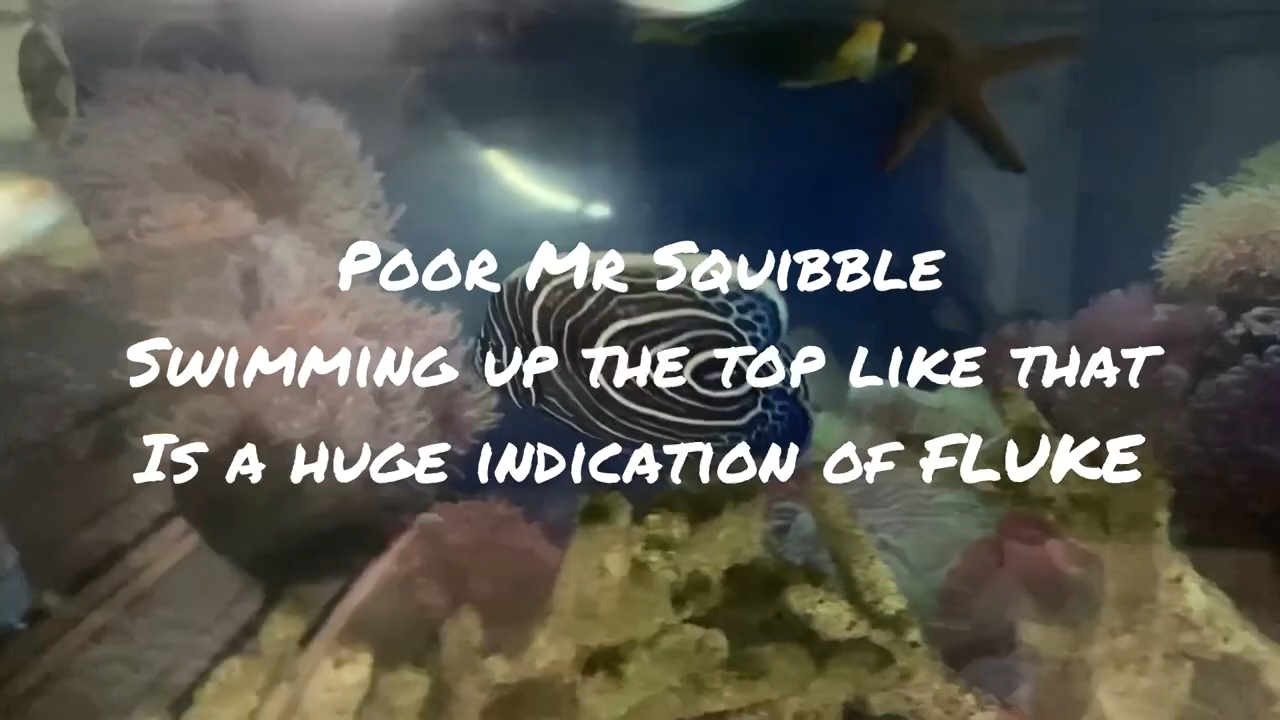 Poor Mr Squibble
Swimming up the top like that
Is a huge indication of FLUKE